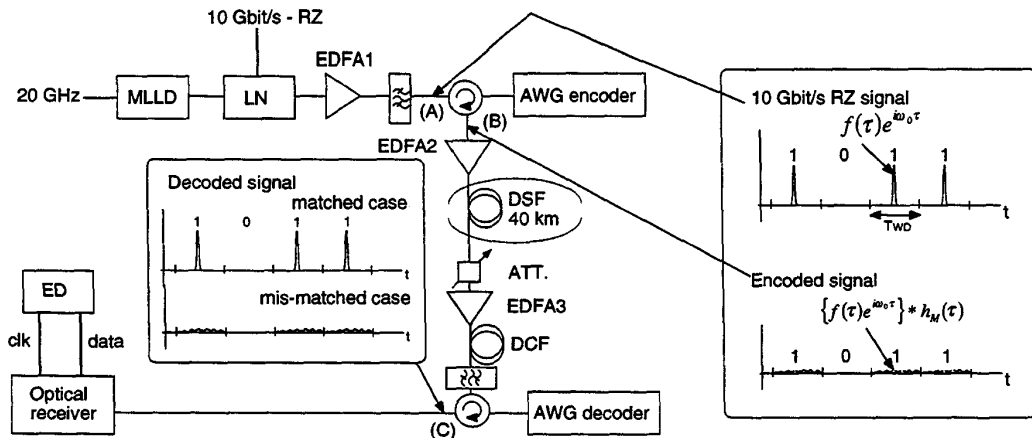 10 Gbit/s - RZ
EDFA1
20 GHz
MLLD
LN
(A)
AWG encoder
(B)
EDFA2
DSF
40 km
ATT.
EDFA3
DCF
(C)
AWG decoder
Decoded signal
matched case
1 0 1 1
t
mis-matched case
t
ED
clk
data
Optical
receiver
10 Gbit/s RZ signal
f(τ)e^{iω₀τ}
1 0 1 1
t
TWD
Encoded signal
{f(τ)e^{iω₀τ}} * h_M(τ)
1 0 1 1
t